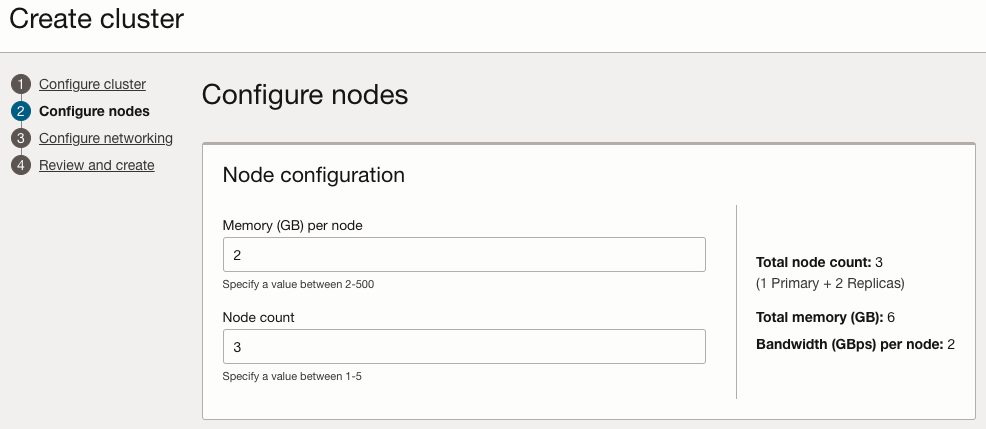 Create cluster
1 Configure cluster
2 Configure nodes
3 Configure networking
4 Review and create
Configure nodes
Node configuration
Memory (GB) per node
2
Specify a value between 2-500
Node count
3
Specify a value between 1-5
Total node count: 3
(1 Primary + 2 Replicas)
Total memory (GB): 6
Bandwidth (GBps) per node: 2